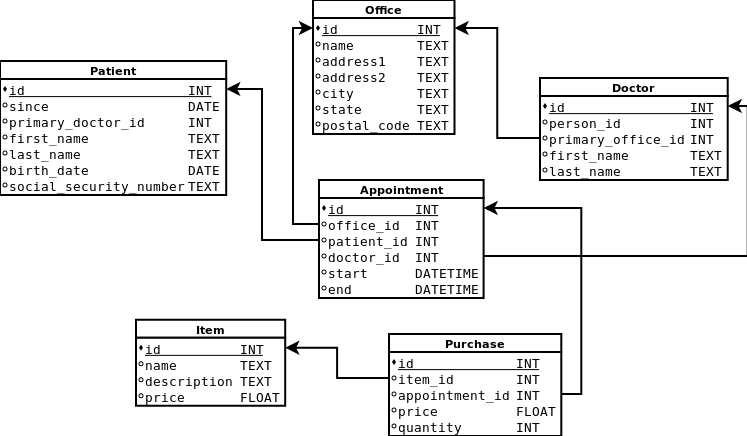 Office
id INT
name TEXT
address1 TEXT
address2 TEXT
city TEXT
state TEXT
postal_code TEXT
Patient
id INT
since DATE
primary_doctor_id INT
first_name TEXT
last_name TEXT
birth_date DATE
social_security_number TEXT
Doctor
id INT
person_id INT
primary_office_id INT
first_name TEXT
last_name TEXT
Appointment
id INT
office_id INT
patient_id INT
doctor_id INT
start DATETIME
end DATETIME
Item
id INT
name TEXT
description TEXT
price FLOAT
Purchase
id INT
item_id INT
appointment_id INT
price FLOAT
quantity INT